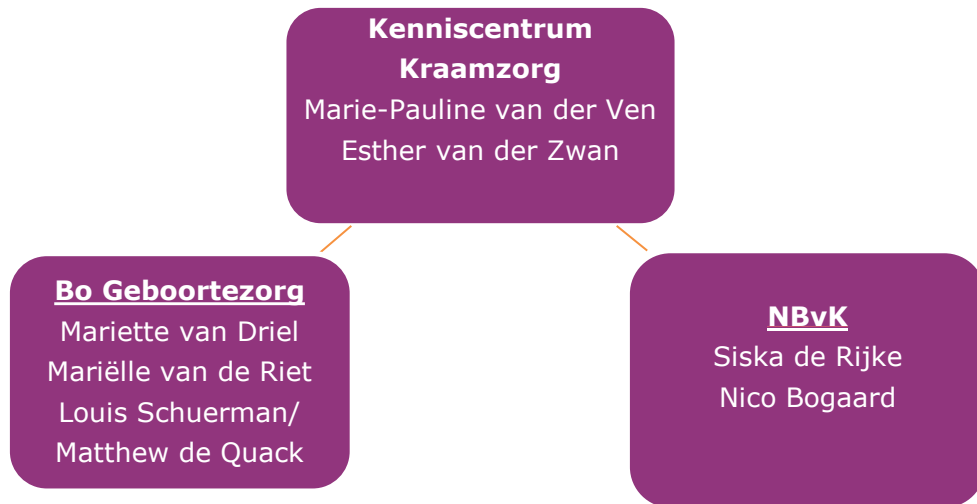 Kenniscentrum
Kraamzorg
Marie-Pauline van der Ven
Esther van der Zwan
Bo Geboortezorg
Mariette van Driel
Mariëlle van de Riet
Louis Schuerman/
Matthew de Quack
NBvK
Siska de Rijke
Nico Bogaard